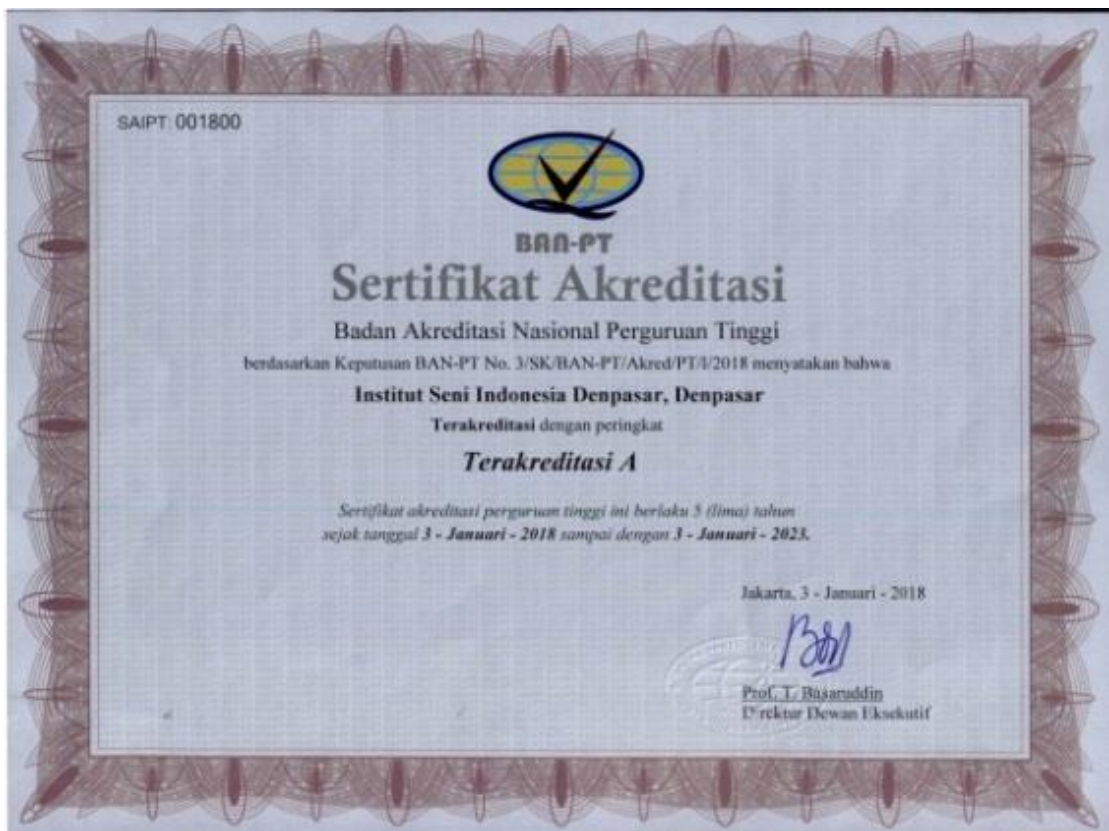 SAIPT: 001800
BAN-PT
Sertifikat Akreditasi
Badan Akreditasi Nasional Perguruan Tinggi
berdasarkan Keputusan BAN-PT No. 3/SK/BAN-PT/Akred/PT/I/2018 menyatakan bahwa
Institut Seni Indonesia Denpasar, Denpasar
Terakreditasi dengan peringkat
Terakreditasi A
Sertifikat akreditasi perguruan tinggi ini berlaku 5 (lima) tahun
sejak tanggal 3 - Januari - 2018 sampai dengan 3 - Januari - 2023.
Jakarta, 3 - Januari - 2018
Prof. T. Basaruddin
Direktur Dewan Eksekutif